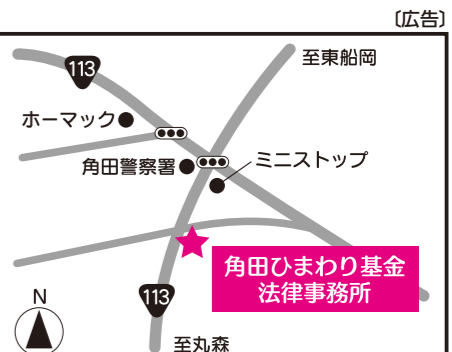 〔広告〕
至東船岡
113
ホーマック
ミニストップ
角田警察署
角田ひまわり基金
法律事務所
113
N
至丸森